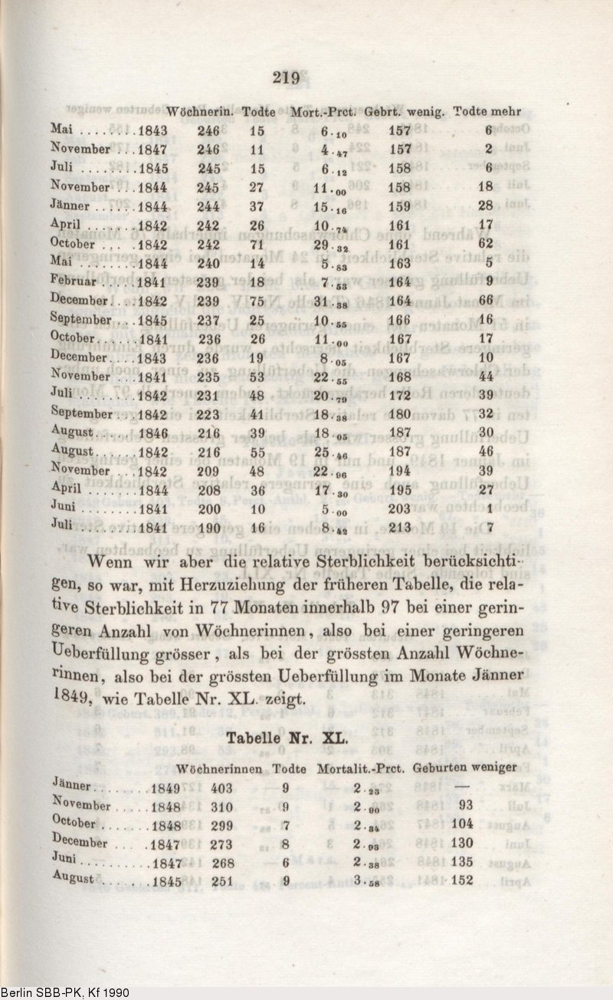 219
Wöchnerin. Todte Mort.-Prct. Gebrt. wenig. Todte mehr
Mai ........1843 246 15 6.10 157 6
November ...1847 246 11 4.47 157 2
Juli ........1845 245 15 6.12 158 6
November ...1844 245 27 11.00 158 18
Jänner ......1844 244 37 15.16 159 28
April .......1842 242 26 10.74 161 17
October ... .1842 242 71 29.32 161 62
Mai ........1844 240 14 5.83 163 5
Februar .....1841 239 18 7.53 164 9
December....1842 239 75 31.38 164 66
September ...1845 237 25 10.55 166 16
October......1841 236 26 11.00 167 17
December....1843 236 19 8.05 167 10
November ...1841 235 53 22.55 168 44
Juli ........1842 231 48 20.79 172 39
September ...1842 223 41 18.38 180 32
August......1846 216 39 18.05 187 30
August......1842 216 55 25.46 187 46
November ...1842 209 48 22.96 194 39
April .......1844 208 36 17.30 195 27
Juni ........1841 200 10 5.00 203 1
Juli ........1841 190 16 8.42 213 7
Wenn wir aber die relative Sterblichkeit berücksichti-
gen, so war, mit Herzuziehung der früheren Tabelle, die rela-
tive Sterblichkeit in 77 Monaten innerhalb 97 bei einer gerin-
geren Anzahl von Wöchnerinnen, also bei einer geringeren
Ueberfüllung grösser, als bei der grössten Anzahl Wöchne-
rinnen, also bei der grössten Ueberfüllung im Monate Jänner
1849, wie Tabelle Nr. XL. zeigt.
Tabelle Nr. XL.
Wöchnerinnen Todte Mortalit.-Prct. Geburten weniger
Jänner........1849 403 9 2.23 —
November .....1848 310 9 2.90 93
October .......1848 299 7 2.34 104
December ... .1847 273 8 2.93 130
Juni ..........1847 268 6 2.38 135
August .......1845 251 9 3.58 152
Berlin SBB-PK, Kf 1990